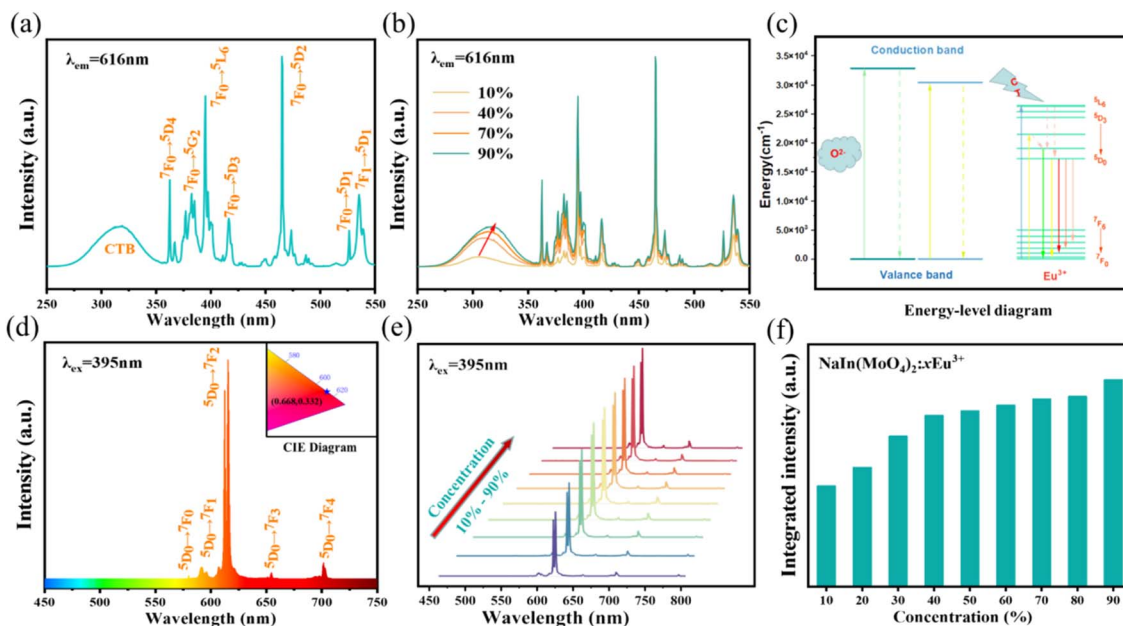 (a)
λem=616nm
CTB
7F0→5D4
7F0→5G2
7F0→5L6
7F0→5D3
7F0→5D2
7F0→5D1
7F1→5D1
Intensity (a.u.)
250 300 350 400 450 500 550
Wavelength (nm)
(b)
λem=616nm
10%
40%
70%
90%
Intensity (a.u.)
250 300 350 400 450 500 550
Wavelength (nm)
(c)
3.5×10⁴
3.0×10⁴
2.5×10⁴
2.0×10⁴
1.5×10⁴
1.0×10⁴
5.0×10³
0.0
Energy(cm⁻¹)
Conduction band
O²⁻
Valance band
⁵L₆
⁵D₃
⁵D₀
⁷F₀
Eu³⁺
Energy-level diagram
(d)
λex=395nm
5D0→7F0
5D0→7F1
5D0→7F2
5D0→7F3
5D0→7F4
580
600
620
(0.668,0.332)
CIE Diagram
Intensity (a.u.)
450 500 550 600 650 700 750
Wavelength (nm)
(e)
λex=395nm
Concentration
10% - 90%
Intensity (a.u.)
450 500 550 600 650 700 750 800
Wavelength (nm)
(f)
NaIn(MoO₄)₂:xEu³⁺
Integrated intensity (a.u.)
10 20 30 40 50 60 70 80 90
Concentration (%)